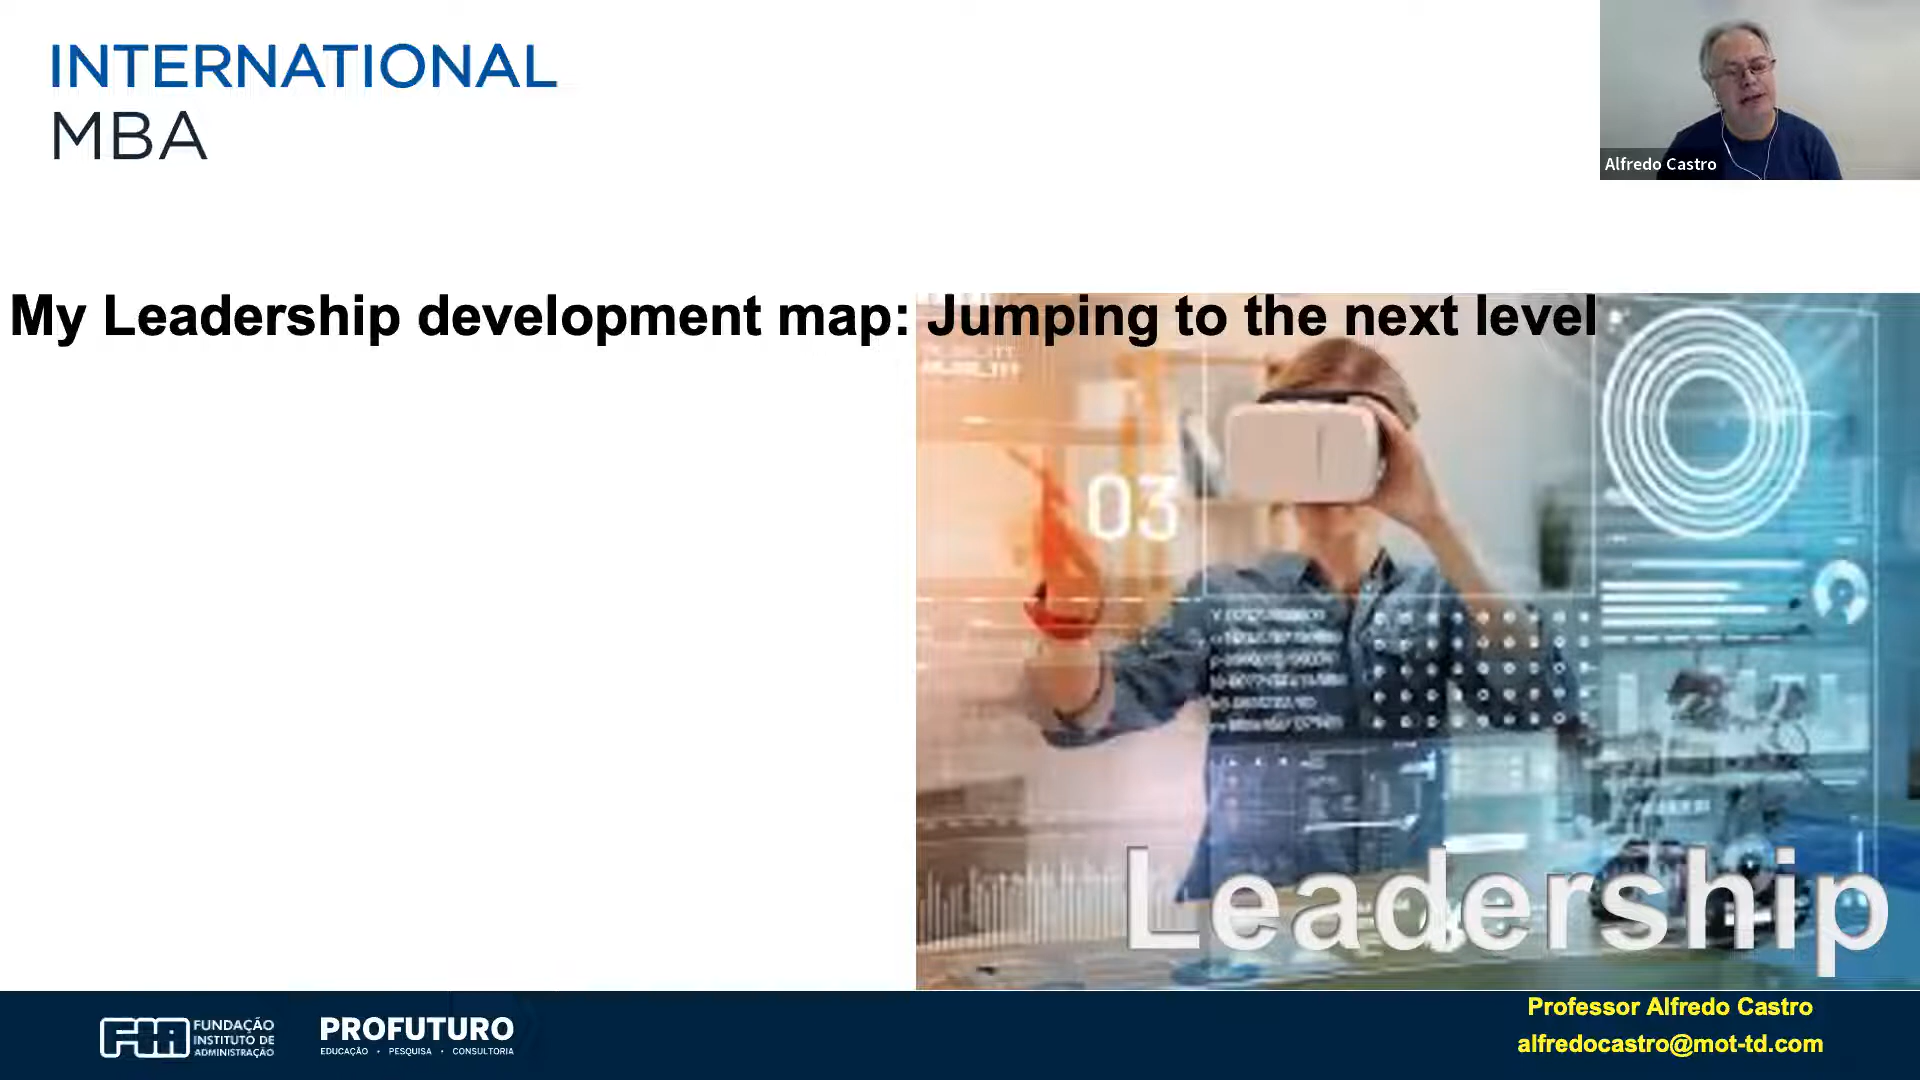 INTERNATIONAL
MBA
Alfredo Castro
My Leadership development map: Jumping to the next level
03
Leadership
FIA FUNDAÇÃO
INSTITUTO DE
ADMINISTRAÇÃO
PROFUTURO
EDUCAÇÃO • PESQUISA • CONSULTORIA
Professor Alfredo Castro
alfredocastro@mot-td.com